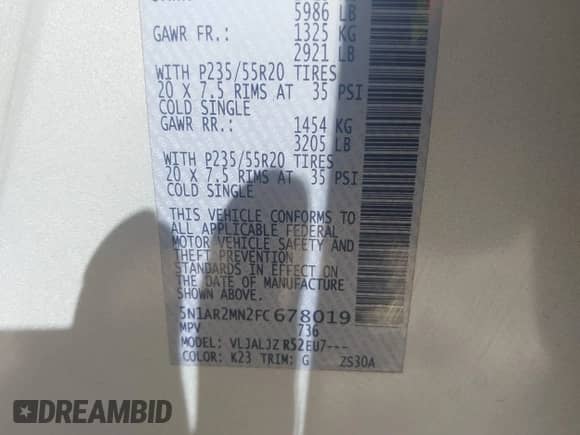 5986 LB
GAWR FR.: 1325 KG
2921 LB
WITH P235/55R20 TIRES
20 X 7.5 RIMS AT 35 PSI
COLD SINGLE
GAWR RR.: 1454 KG
3205 LB
WITH P235/55R20 TIRES
20 X 7.5 RIMS AT 35 PSI
COLD SINGLE
THIS VEHICLE CONFORMS TO
ALL APPLICABLE FEDERAL
MOTOR VEHICLE SAFETY AND
THEFT PREVENTION
STANDARDS IN EFFECT ON
THE DATE OF MANUFACTURE
SHOWN ABOVE.
5N1AR2MN2FC678019
MPV 736
MODEL: VLJALJZ R52EU7---
COLOR: K23 TRIM: G ZS30A
DREAMBID